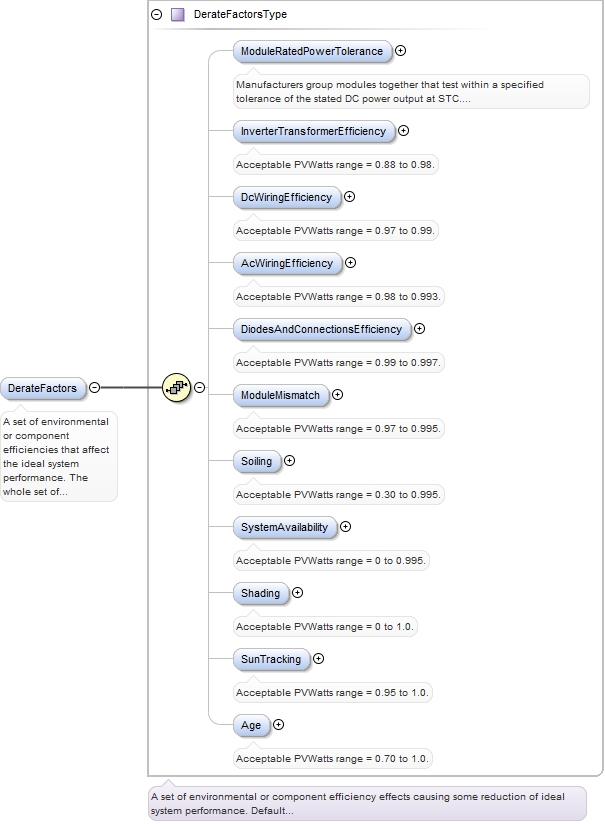 DerateFactorsType
ModuleRatedPowerTolerance
Manufacturers group modules together that test within a specified
tolerance of the stated DC power output at STC....
InverterTransformerEfficiency
Acceptable PVWatts range = 0.88 to 0.98.
DcWiringEfficiency
Acceptable PVWatts range = 0.97 to 0.99.
AcWiringEfficiency
Acceptable PVWatts range = 0.98 to 0.993.
DiodesAndConnectionsEfficiency
Acceptable PVWatts range = 0.99 to 0.997.
DerateFactors
A set of environmental
or component
efficiencies that affect
the ideal system
performance. The
whole set of...
ModuleMismatch
Acceptable PVWatts range = 0.97 to 0.995.
Soiling
Acceptable PVWatts range = 0.30 to 0.995.
SystemAvailability
Acceptable PVWatts range = 0 to 0.995.
Shading
Acceptable PVWatts range = 0 to 1.0.
SunTracking
Acceptable PVWatts range = 0.95 to 1.0.
Age
Acceptable PVWatts range = 0.70 to 1.0.
A set of environmental or component efficiency effects causing some reduction of ideal
system performance. Default...